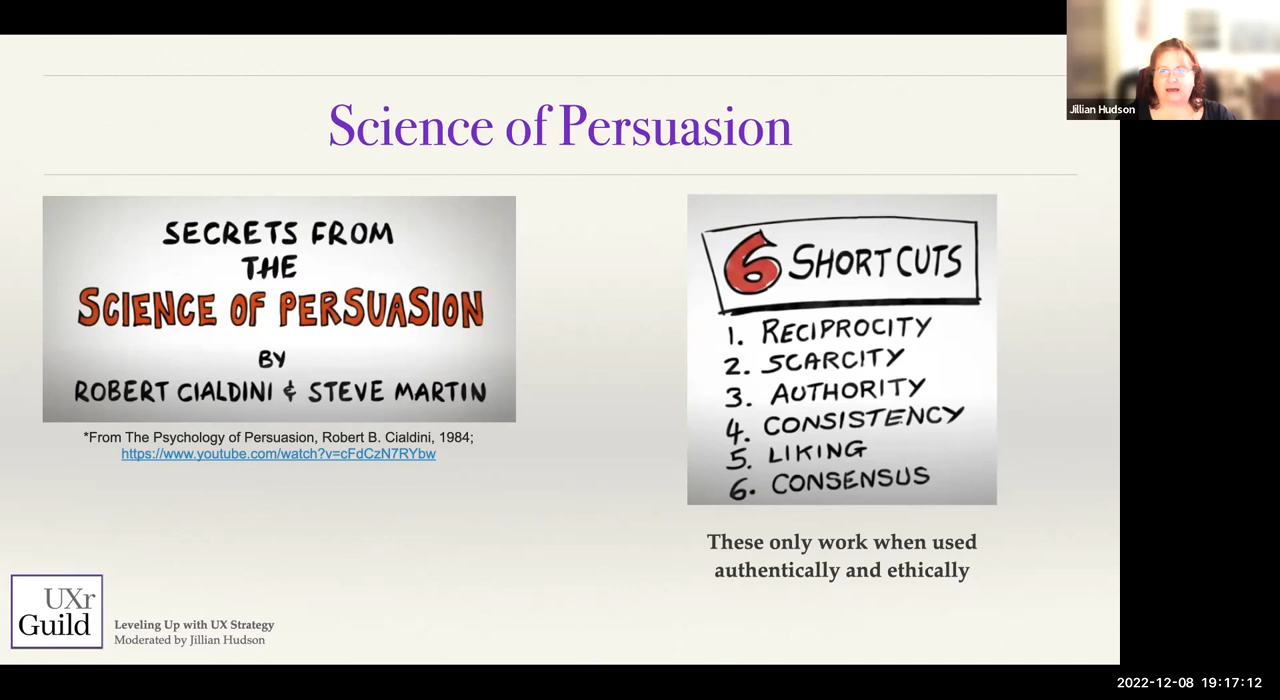 Jillian Hudson
Science of Persuasion
SECRETS FROM
THE
SCIENCE OF PERSUASION
BY
ROBERT CIALDINI & STEVE MARTIN
*From The Psychology of Persuasion, Robert B. Cialdini, 1984;
https://www.youtube.com/watch?v=cFdCzN7RYbw
6 SHORTCUTS
1. RECIPROCITY
2. SCARCITY
3. AUTHORITY
4. CONSISTENCY
5. LIKING
6. CONSENSUS
These only work when used
authentically and ethically
UXr
Guild
Leveling Up with UX Strategy
Moderated by Jillian Hudson
2022-12-08 19:17:12